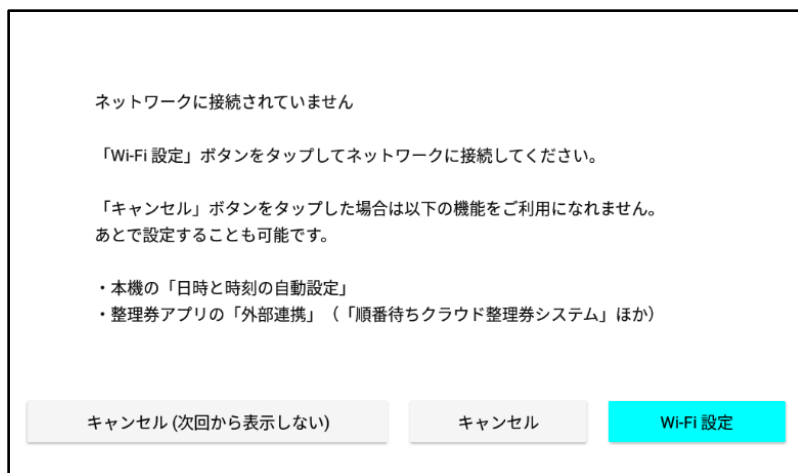 ネットワークに接続されていません
「Wi-Fi 設定」ボタンをタップしてネットワークに接続してください。
「キャンセル」ボタンをタップした場合は以下の機能をご利用になれません。
あとで設定することも可能です。
・本機の「日時と時刻の自動設定」
・整理券アプリの「外部連携」（「順番待ちクラウド整理券システム」ほか）
キャンセル (次回から表示しない)
キャンセル
Wi-Fi 設定